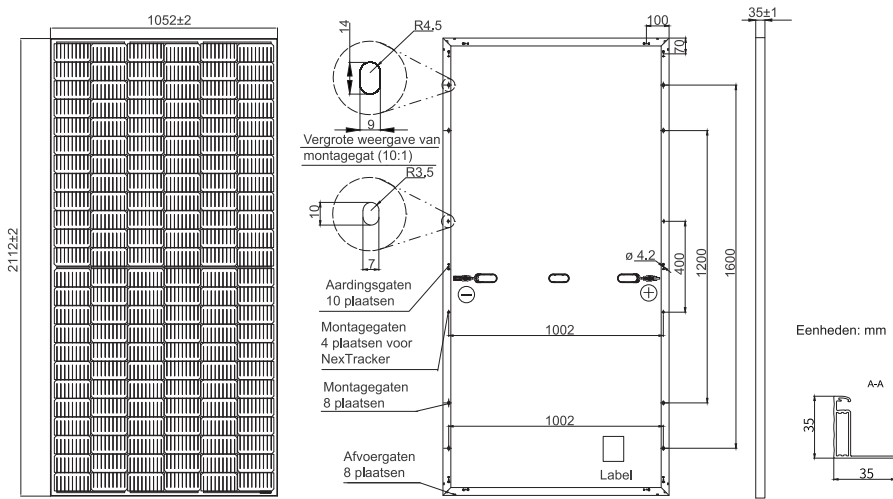 1052±2
2112±2
14
R4.5
9
Vergrote weergave van
montagegat (10:1)
R3.5
10
7
Aardingsgaten
10 plaatsen
Montagegaten
4 plaatsen voor
NexTracker
Montagegaten
8 plaatsen
Afvoergaten
8 plaatsen
100
70
ø 4.2
400
1200
1600
1002
1002
Label
35±1
Eenheden: mm
A-A
35
35